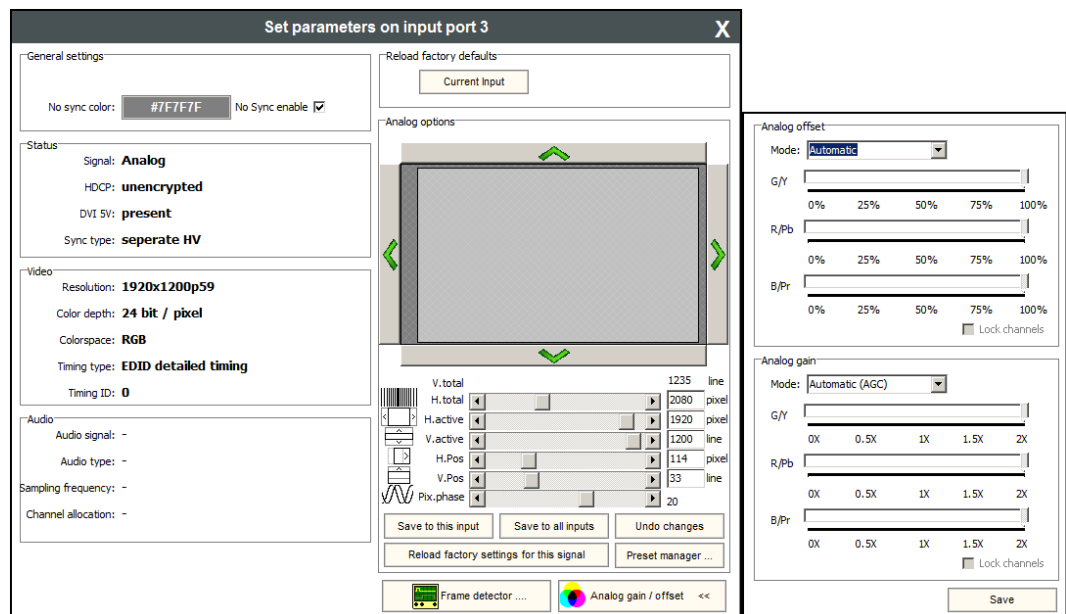 Set parameters on input port 3
X
General settings
No sync color: #7F7F7F No Sync enable
Status
Signal: Analog
HDCP: unencrypted
DVI 5V: present
Sync type: seperate HV
Video
Resolution: 1920x1200p59
Color depth: 24 bit / pixel
Colorspace: RGB
Timing type: EDID detailed timing
Timing ID: 0
Audio
Audio signal: -
Audio type: -
Sampling frequency: -
Channel allocation: -
Reload factory defaults
Current Input
Analog options
V.total 1235 line
H.total 2080 pixel
H.active 1920 pixel
V.active 1200 line
H.Pos 114 pixel
V.Pos 33 line
Pix.phase 20
Save to this input Save to all inputs Undo changes
Reload factory settings for this signal Preset manager ...
Frame detector .... Analog gain / offset <<
Analog offset
Mode: Automatic
G/Y
0% 25% 50% 75% 100%
R/Pb
0% 25% 50% 75% 100%
B/Pr
0% 25% 50% 75% 100%
Lock channels
Analog gain
Mode: Automatic (AGC)
G/Y
0X 0.5X 1X 1.5X 2X
R/Pb
0X 0.5X 1X 1.5X 2X
B/Pr
0X 0.5X 1X 1.5X 2X
Lock channels
Save